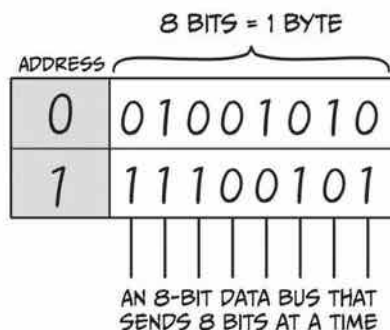 8 BITS = 1 BYTE
ADDRESS
0 01001010
1 11100101
AN 8-BIT DATA BUS THAT
SENDS 8 BITS AT A TIME